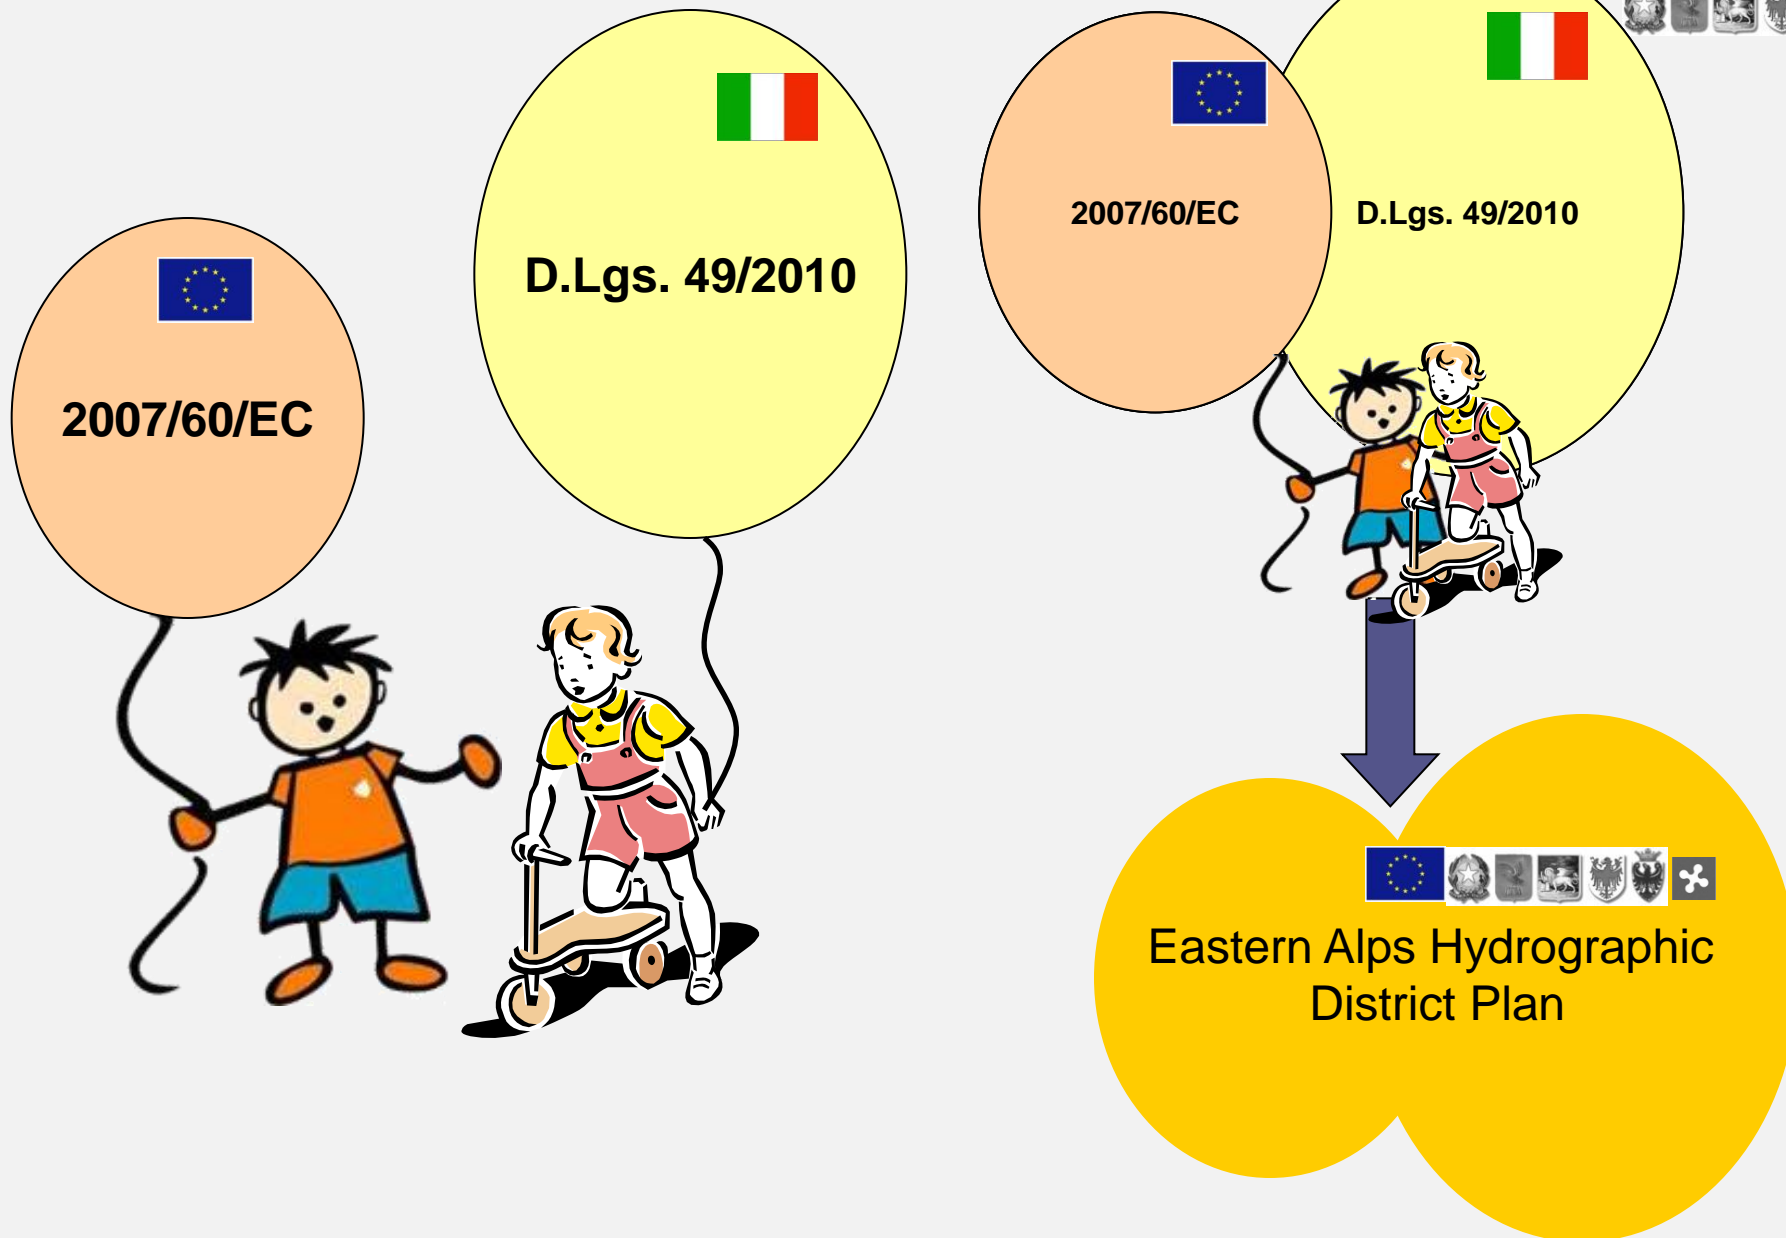 2007/60/EC
D.Lgs. 49/2010
2007/60/EC
D.Lgs. 49/2010
Eastern Alps Hydrographic
District Plan